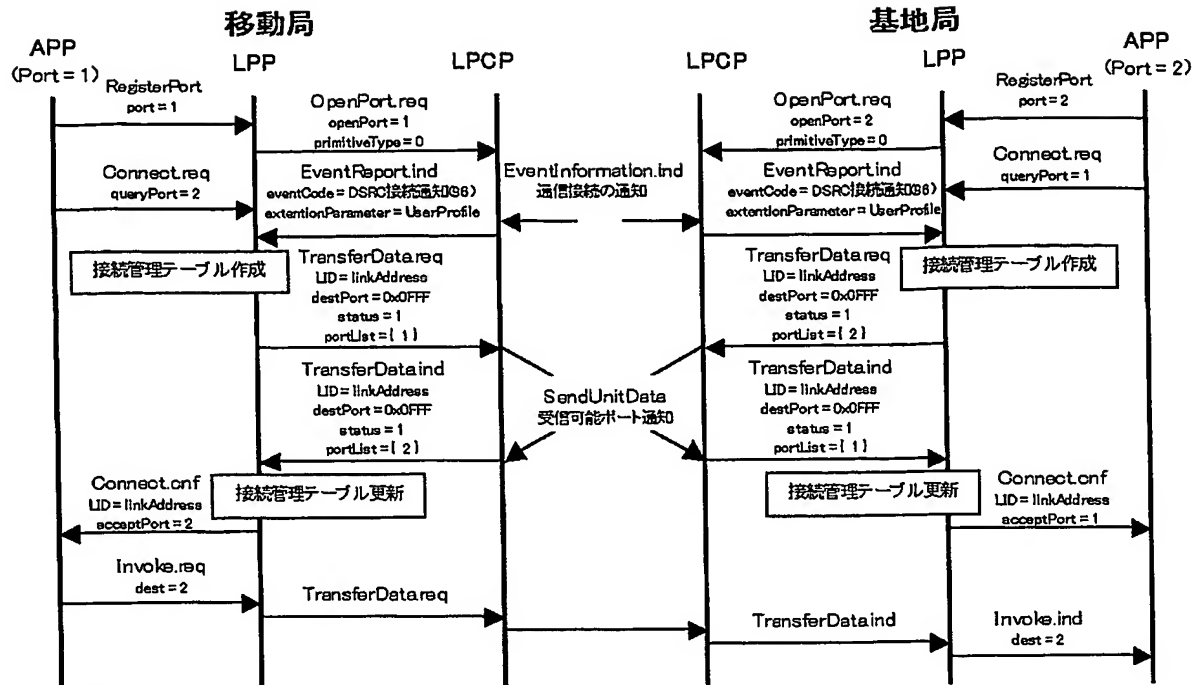 移動局
基地局
APP
(Port = 1)
LPP
LPCP
LPCP
LPP
APP
(Port = 2)
RegisterPort
port = 1
OpenPort.req
openPort = 1
primitiveType = 0
OpenPort.req
openPort = 2
primitiveType = 0
RegisterPort
port = 2
Connect.req
queryPort = 2
EventReport.ind
eventCode = DSRC接続通知(86)
extentionParameter = UserProfile
EventInformation.ind
通信接続の通知
EventReport.ind
eventCode = DSRC接続通知(86)
extentionParameter = UserProfile
Connect.req
queryPort = 1
接続管理テーブル作成
TransferData.req
LID = linkAddress
destPort = 0x0FFF
status = 1
portList = { 1 }
TransferData.req
LID = linkAddress
destPort = 0x0FFF
status = 1
portList = { 2 }
接続管理テーブル作成
TransferData.ind
LID = linkAddress
destPort = 0x0FFF
status = 1
portList = { 2 }
SendUnitData
受信可能ポート通知
TransferData.ind
LID = linkAddress
destPort = 0x0FFF
status = 1
portList = { 1 }
Connect.cnf
LID = linkAddress
acceptPort = 2
接続管理テーブル更新
接続管理テーブル更新
Connect.cnf
LID = linkAddress
acceptPort = 1
Invoke.req
dest = 2
TransferData.req
TransferData.ind
Invoke.ind
dest = 2